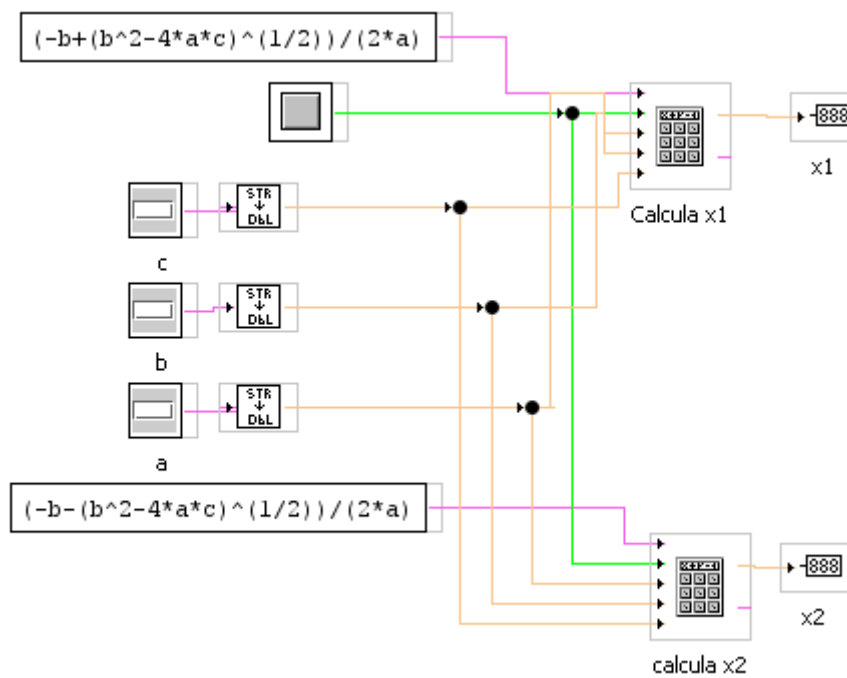 (-b+(b^2-4*a*c)^(1/2))/(2*a)
x1
Calcula x1
STR
DbL
c
STR
DbL
b
STR
DbL
a
(-b-(b^2-4*a*c)^(1/2))/(2*a)
888
888
x2
calcula x2